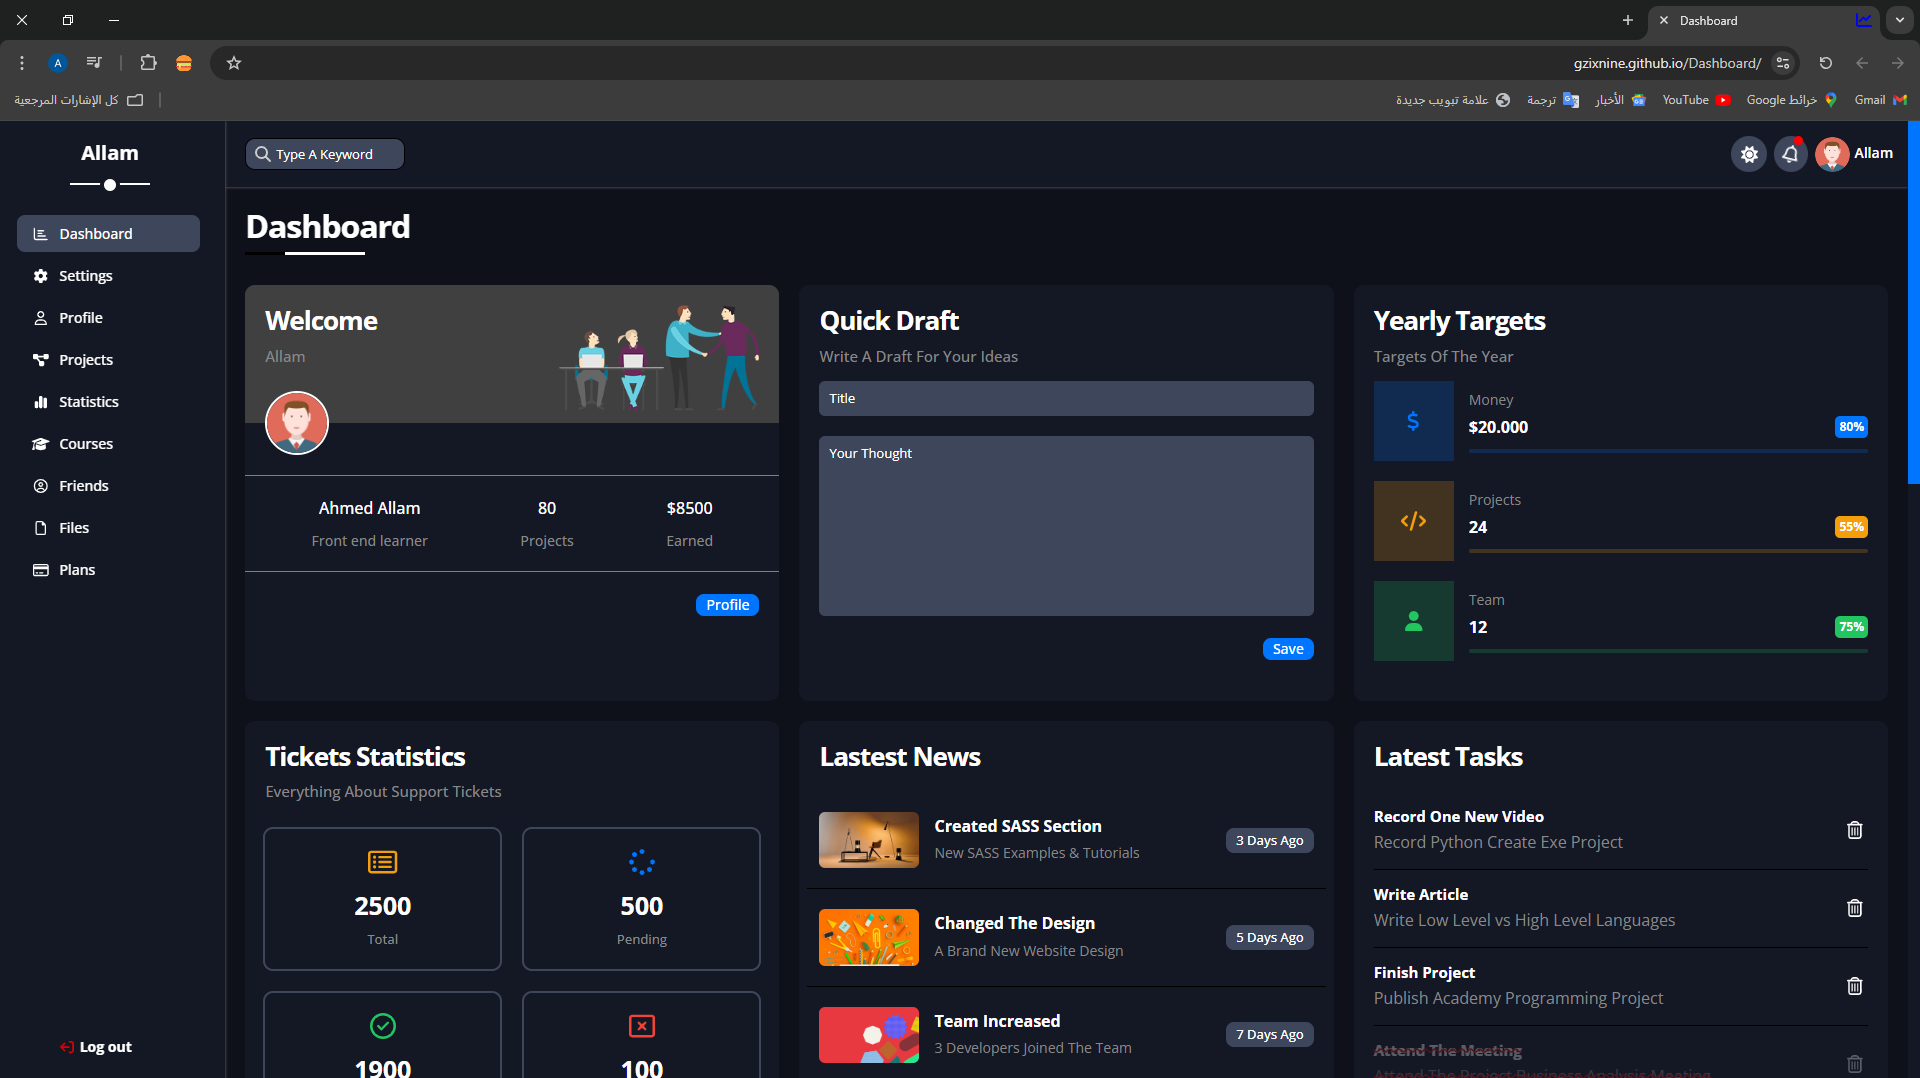 Dashboard
A
gzixnine.github.io/Dashboard/
كل الإشارات المرجعية
علامة تبويب جديدة
ترجمة
الأخبار
YouTube
خرائط Google
Gmail
Allam
Type A Keyword
Allam
Dashboard
Settings
Profile
Projects
Statistics
Courses
Friends
Files
Plans
Log out
Dashboard
Welcome
Allam
Ahmed Allam
Front end learner
80
Projects
$8500
Earned
Profile
Quick Draft
Write A Draft For Your Ideas
Title
Your Thought
Save
Yearly Targets
Targets Of The Year
Money
$20.000
80%
Projects
24
55%
Team
12
75%
Tickets Statistics
Everything About Support Tickets
2500
Total
500
Pending
1900
100
Lastest News
Created SASS Section
New SASS Examples & Tutorials
3 Days Ago
Changed The Design
A Brand New Website Design
5 Days Ago
Team Increased
3 Developers Joined The Team
7 Days Ago
Latest Tasks
Record One New Video
Record Python Create Exe Project
Write Article
Write Low Level vs High Level Languages
Finish Project
Publish Academy Programming Project
Attend The Meeting
Attend The Project Business Analysis Meeting